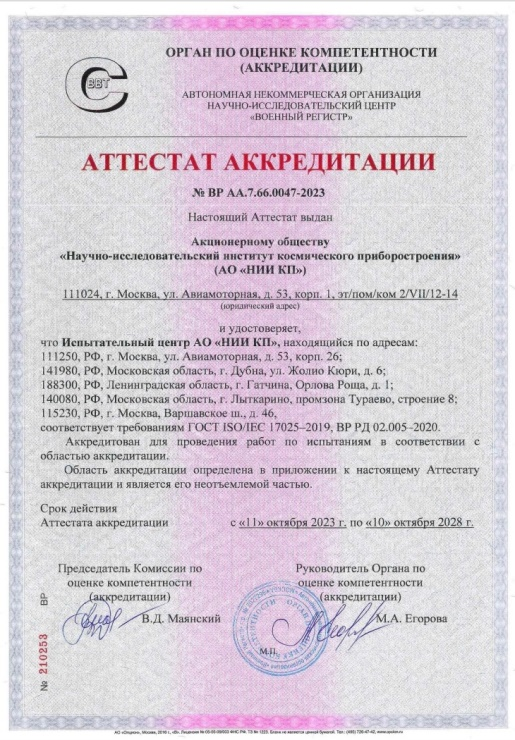 ВВТ
ОРГАН ПО ОЦЕНКЕ КОМПЕТЕНТНОСТИ
(АККРЕДИТАЦИИ)
АВТОНОМНАЯ НЕКОММЕРЧЕСКАЯ ОРГАНИЗАЦИЯ
НАУЧНО-ИССЛЕДОВАТЕЛЬСКИЙ ЦЕНТР
«ВОЕННЫЙ РЕГИСТР»
АТТЕСТАТ АККРЕДИТАЦИИ
№ ВР АА.7.66.0047-2023
Настоящий Аттестат выдан
Акционерному обществу
«Научно-исследовательский институт космического приборостроения»
(АО «НИИ КП»)
111024, г. Москва, ул. Авиамоторная, д. 53, корп. 1, эт/пом/ком 2/VII/12-14
(юридический адрес)
и удостоверяет,
что Испытательный центр АО «НИИ КП», находящийся по адресам:
111250, РФ, г. Москва, ул. Авиамоторная, д. 53, корп. 26;
141980, РФ, Московская область, г. Дубна, ул. Жолио Кюри, д. 6;
188300, РФ, Ленинградская область, г. Гатчина, Орлова Роща, д. 1;
140080, РФ, Московская область, г. Лыткарино, промзона Тураево, строение 8;
115230, РФ, г. Москва, Варшавское ш., д. 46,
соответствует требованиям ГОСТ ISO/IEC 17025–2019, ВР РД 02.005–2020.
Аккредитован для проведения работ по испытаниям в соответствии с
областью аккредитации.
Область аккредитации определена в приложении к настоящему Аттестату
аккредитации и является его неотъемлемой частью.
Срок действия
Аттестата аккредитации с «11» октября 2023 г. по «10» октября 2028 г.
Председатель Комиссии по
оценке компетентности
(аккредитации)
В.Д. Маянский
Руководитель Органа по
оценке компетентности
(аккредитации)
М.А. Егорова
М.П.
№ 210253 ВР